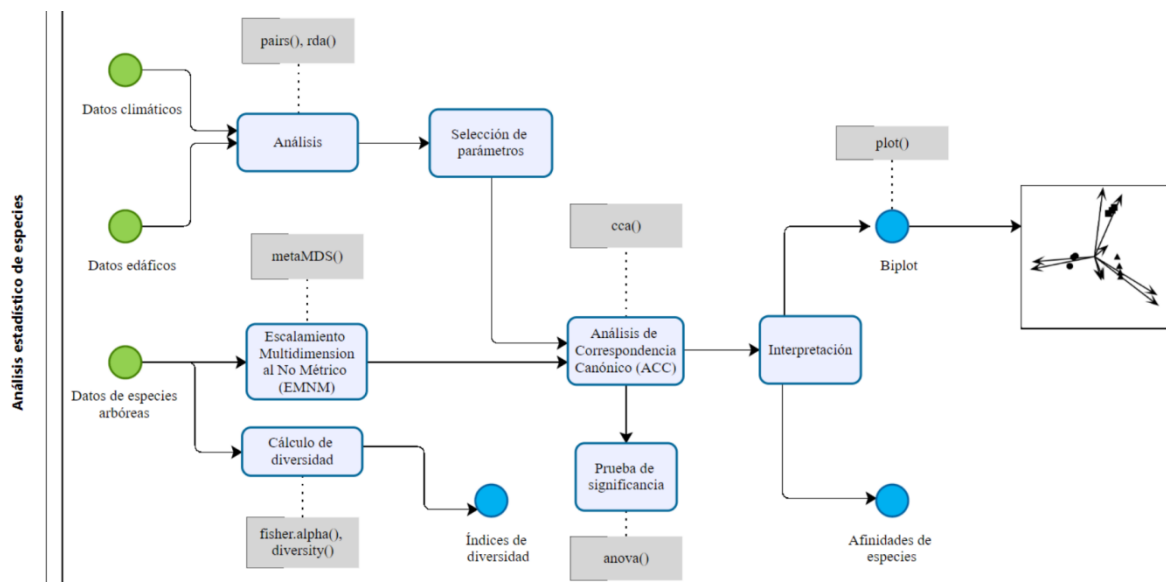 Análisis estadístico de especies
pairs(), rda()
Datos climáticos
Análisis
Selección de
parámetros
plot()
Datos edáficos
metaMDS()
cca()
Biplot
Datos de especies
arbóreas
Escalamiento
Multidimension
al No Métrico
(EMNM)
Análisis de
Correspondencia
Canónico (ACC)
Interpretación
Cálculo de
diversidad
Prueba de
significancia
fisher.alpha(),
diversity()
Índices de
diversidad
anova()
Afinidades de
especies